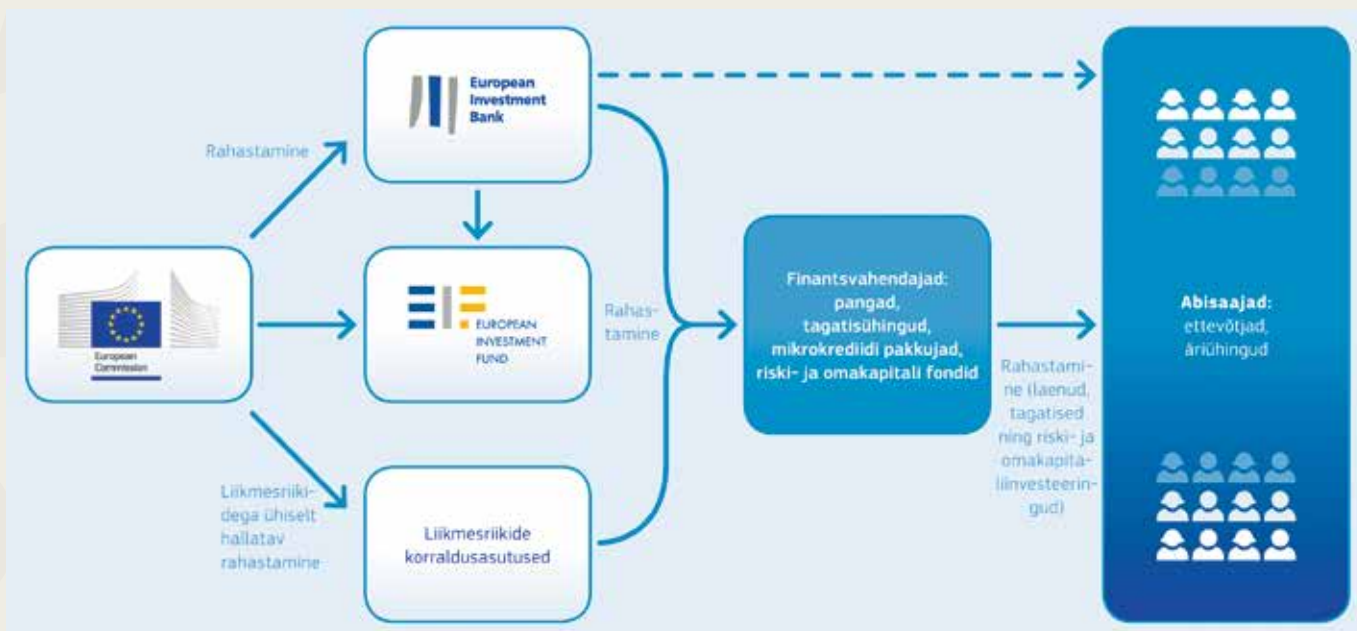 European
Investment
Bank
Rahastamine
European
Commission
EUROPEAN
INVESTMENT
FUND
Rahas-
tamine
Liikmesriiki-
dega ühiselt
hallatav
rahastamine
Liikmesriikide
korraldusasutused
Finantsvahendajad:
pangad,
tagatisühingud,
mikrokrediidi pakkujad,
riski- ja omakapitali fondid
Rahastami-
ne (laenud,
tagatised
ning riski- ja
omakapita-
liinvesteerin-
gud)
Abisaajad:
ettevõtjad,
äriühingud